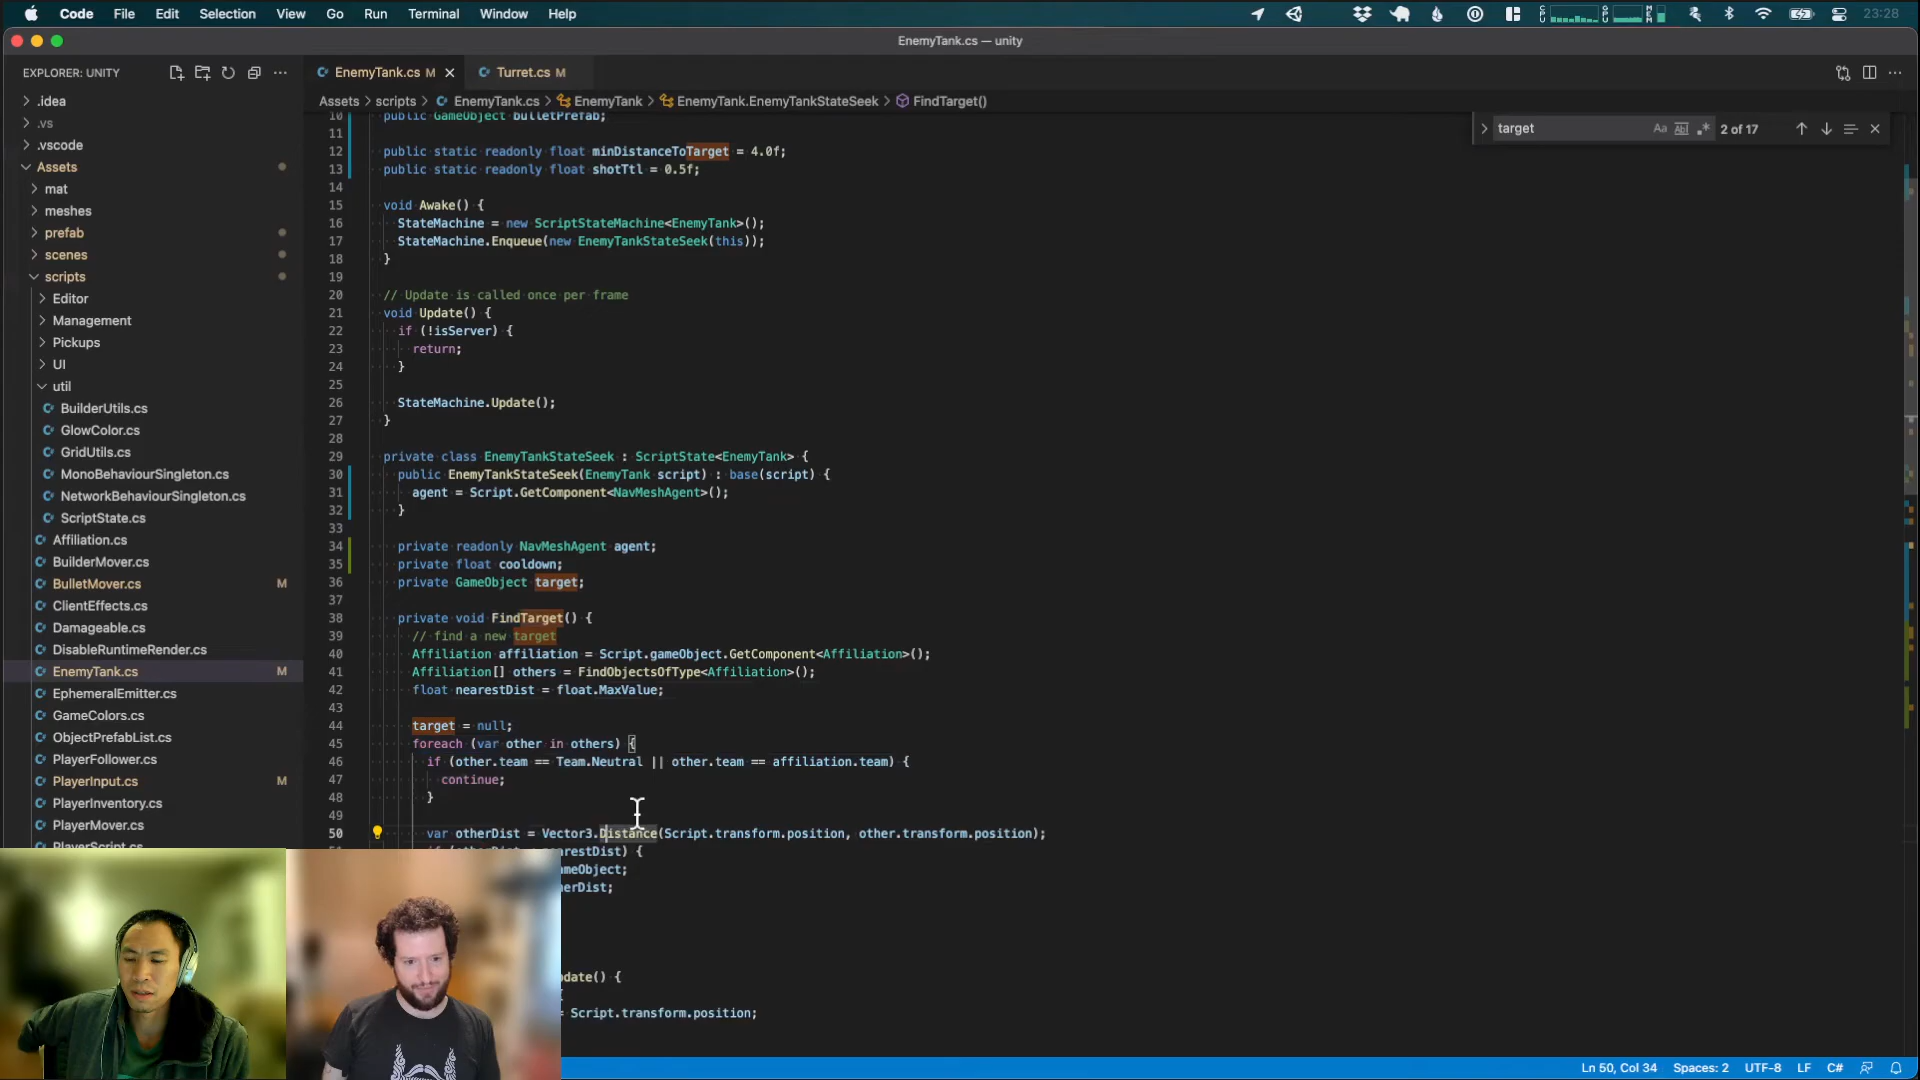 Code File Edit Selection View Go Run Terminal Window Help 23:28
EnemyTank.cs — unity
EXPLORER: UNITY
.idea
.vs
.vscode
Assets
mat
meshes
prefab
scenes
scripts
Editor
Management
Pickups
UI
util
BuilderUtils.cs
GlowColor.cs
GridUtils.cs
MonoBehaviourSingleton.cs
NetworkBehaviourSingleton.cs
ScriptState.cs
Affiliation.cs
BuilderMover.cs
BulletMover.cs M
ClientEffects.cs
Damageable.cs
DisableRuntimeRender.cs
EnemyTank.cs M
EphemeralEmitter.cs
GameColors.cs
ObjectPrefabList.cs
PlayerFollower.cs
PlayerInput.cs M
PlayerInventory.cs
PlayerMover.cs
PlayerScript.cs
EnemyTank.cs M Turret.cs M
Assets > scripts > EnemyTank.cs > EnemyTank > EnemyTank.EnemyTankStateSeek > FindTarget()
target Aa 2 of 17
10 public GameObject bulletPrefab;
11
12 public static readonly float minDistanceToTarget = 4.0f;
13 public static readonly float shotTtl = 0.5f;
14
15 void Awake() {
16 StateMachine = new ScriptStateMachine<EnemyTank>();
17 StateMachine.Enqueue(new EnemyTankStateSeek(this));
18 }
19
20 // Update is called once per frame
21 void Update() {
22 if (!isServer) {
23 return;
24 }
25
26 StateMachine.Update();
27 }
28
29 private class EnemyTankStateSeek : ScriptState<EnemyTank> {
30 public EnemyTankStateSeek(EnemyTank script) : base(script) {
31 agent = Script.GetComponent<NavMeshAgent>();
32 }
33
34 private readonly NavMeshAgent agent;
35 private float cooldown;
36 private GameObject target;
37
38 private void FindTarget() {
39 // find a new target
40 Affiliation affiliation = Script.gameObject.GetComponent<Affiliation>();
41 Affiliation[] others = FindObjectsOfType<Affiliation>();
42 float nearestDist = float.MaxValue;
43
44 target = null;
45 foreach (var other in others) {
46 if (other.team == Team.Neutral || other.team == affiliation.team) {
47 continue;
48 }
49
50 var otherDist = Vector3.Distance(Script.transform.position, other.transform.position);
arestDist) {
ameObject;
herDist;
date() {
{
= Script.transform.position;
Ln 50, Col 34 Spaces: 2 UTF-8 LF C#